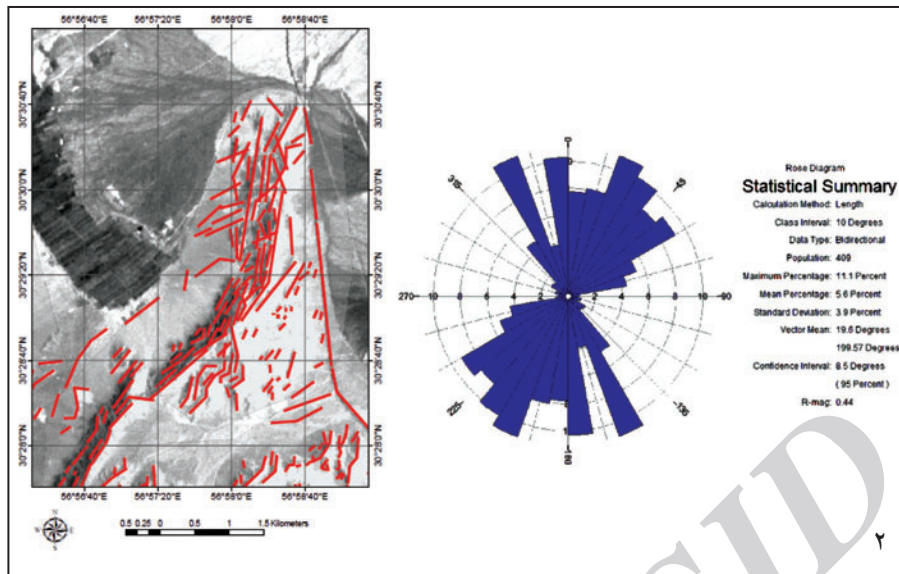 56°56'40"E 56°57'20"E 56°58'0"E 56°58'40"E
30°30'40"N 30°30'40"N
30°30'0"N 30°30'0"N
30°29'20"N 30°29'20"N
30°28'40"N 30°28'40"N
30°28'0"N 30°28'0"N
56°56'40"E 56°57'20"E 56°58'0"E 56°58'40"E
N
W E
S
0.5 0.25 0 0.5 1 1.5 Kilometers
0
315 45
270 10 8 6 4 2 2 4 6 8 10 90
225 135
180
Rose Diagram
Statistical Summary
Calculation Method: Length
Class Interval: 10 Degrees
Data Type: Bidirectional
Population: 409
Maximum Percentage: 11.1 Percent
Mean Percentage: 5.6 Percent
Standard Deviation: 3.9 Percent
Vector Mean: 19.6 Degrees
199.57 Degrees
Confidence Interval: 8.5 Degrees
( 95 Percent )
R-mag: 0.44
SID
۲